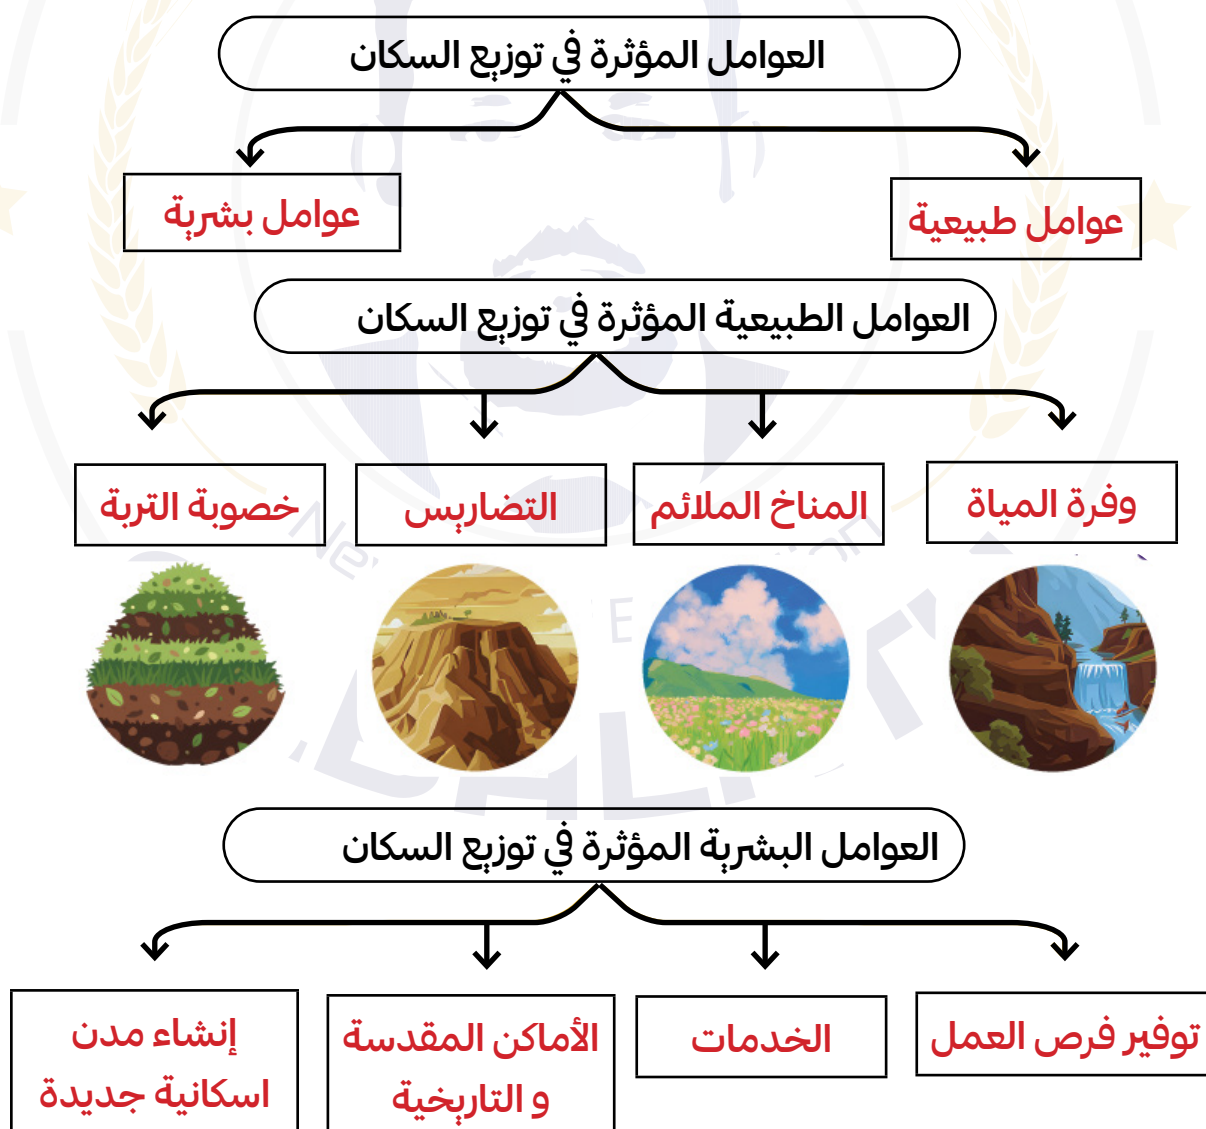 العوامل المؤثرة في توزيع السكان
عوامل طبيعية
عوامل بشرية
العوامل الطبيعية المؤثرة في توزيع السكان
وفرة المياة
المناخ الملائم
التضاريس
خصوبة التربة
العوامل البشرية المؤثرة في توزيع السكان
توفير فرص العمل
الخدمات
الأماكن المقدسة
و التاريخية
إنشاء مدن
اسكانية جديدة